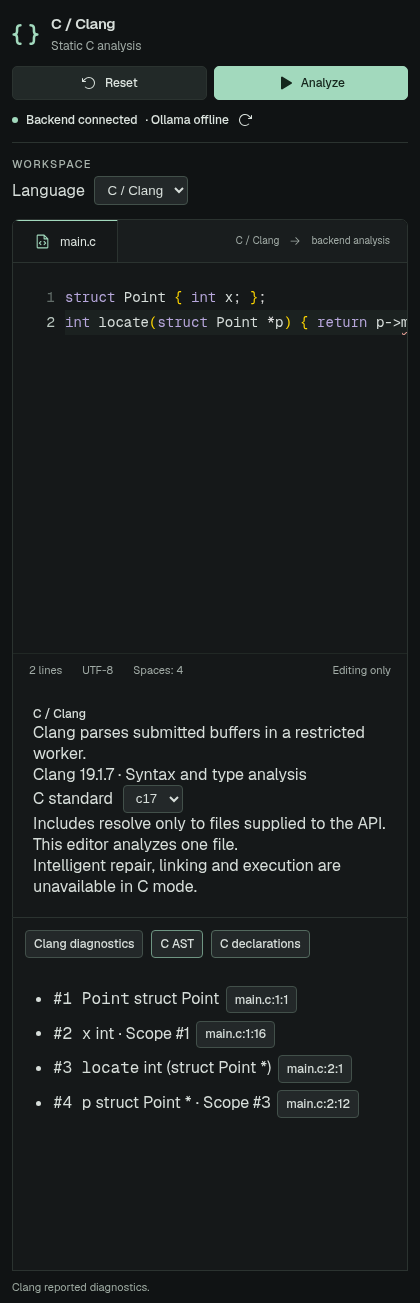 { } C / Clang
Static C analysis
Reset
Analyze
Backend connected · Ollama offline
WORKSPACE
Language C / Clang
main.c
C / Clang → backend analysis
1 struct Point { int x; };
2 int locate(struct Point *p) { return p->m
2 lines UTF-8 Spaces: 4 Editing only
C / Clang
Clang parses submitted buffers in a restricted
worker.
Clang 19.1.7 · Syntax and type analysis
C standard c17
Includes resolve only to files supplied to the API.
This editor analyzes one file.
Intelligent repair, linking and execution are
unavailable in C mode.
Clang diagnostics C AST C declarations
• #1 Point struct Point main.c:1:1
• #2 x int · Scope #1 main.c:1:16
• #3 locate int (struct Point *) main.c:2:1
• #4 p struct Point * · Scope #3 main.c:2:12
Clang reported diagnostics.